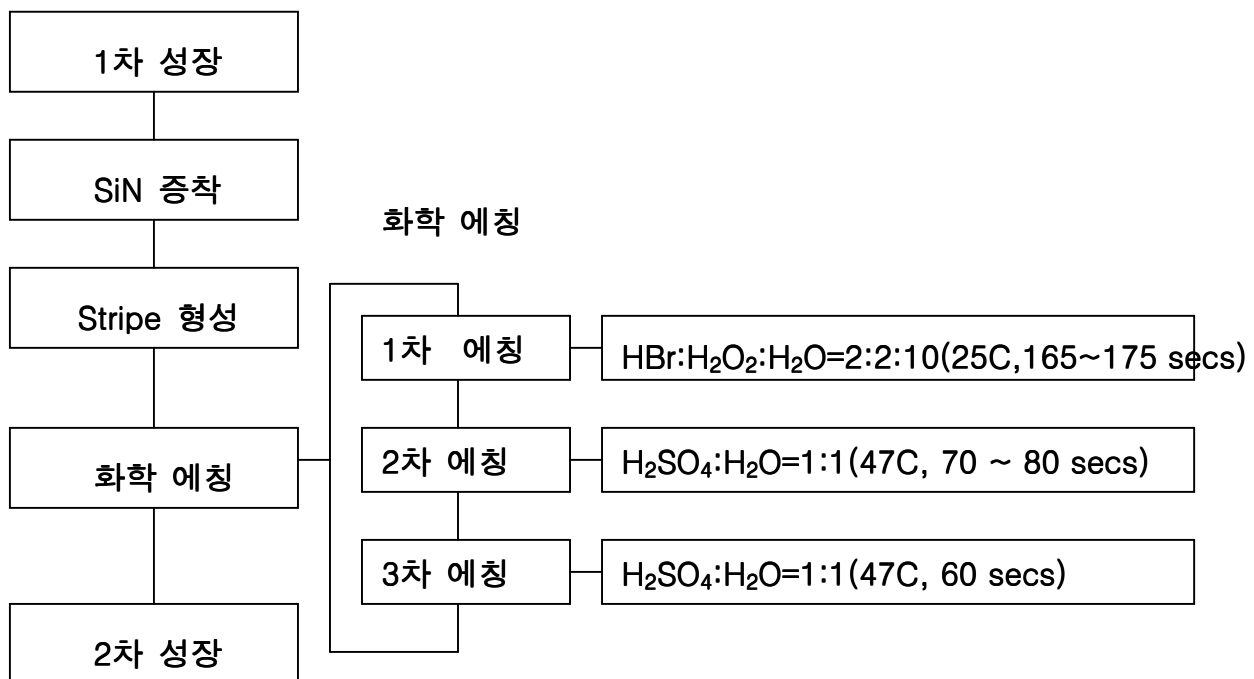 1차 성장
SiN 증착
Stripe 형성
화학 에칭
2차 성장
화학 에칭
1차 에칭
HBr:H₂O₂:H₂O=2:2:10(25C,165~175 secs)
2차 에칭
H₂SO₄:H₂O=1:1(47C, 70 ~ 80 secs)
3차 에칭
H₂SO₄:H₂O=1:1(47C, 60 secs)